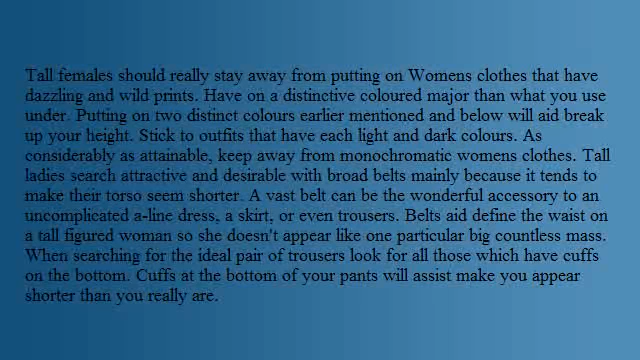 Tall females should really stay away from putting on Womens clothes that have
dazzling and wild prints. Have on a distinctive coloured major than what you use
under. Putting on two distinct colours earlier mentioned and below will aid break
up your height. Stick to outfits that have each light and dark colours. As
considerably as attainable, keep away from monochromatic womens clothes. Tall
ladies search attractive and desirable with broad belts mainly because it tends to
make their torso seem shorter. A vast belt can be the wonderful accessory to an
uncomplicated a-line dress, a skirt, or even trousers. Belts aid define the waist on
a tall figured woman so she doesn't appear like one particular big countless mass.
When searching for the ideal pair of trousers look for all those which have cuffs
on the bottom. Cuffs at the bottom of your pants will assist make you appear
shorter than you really are.